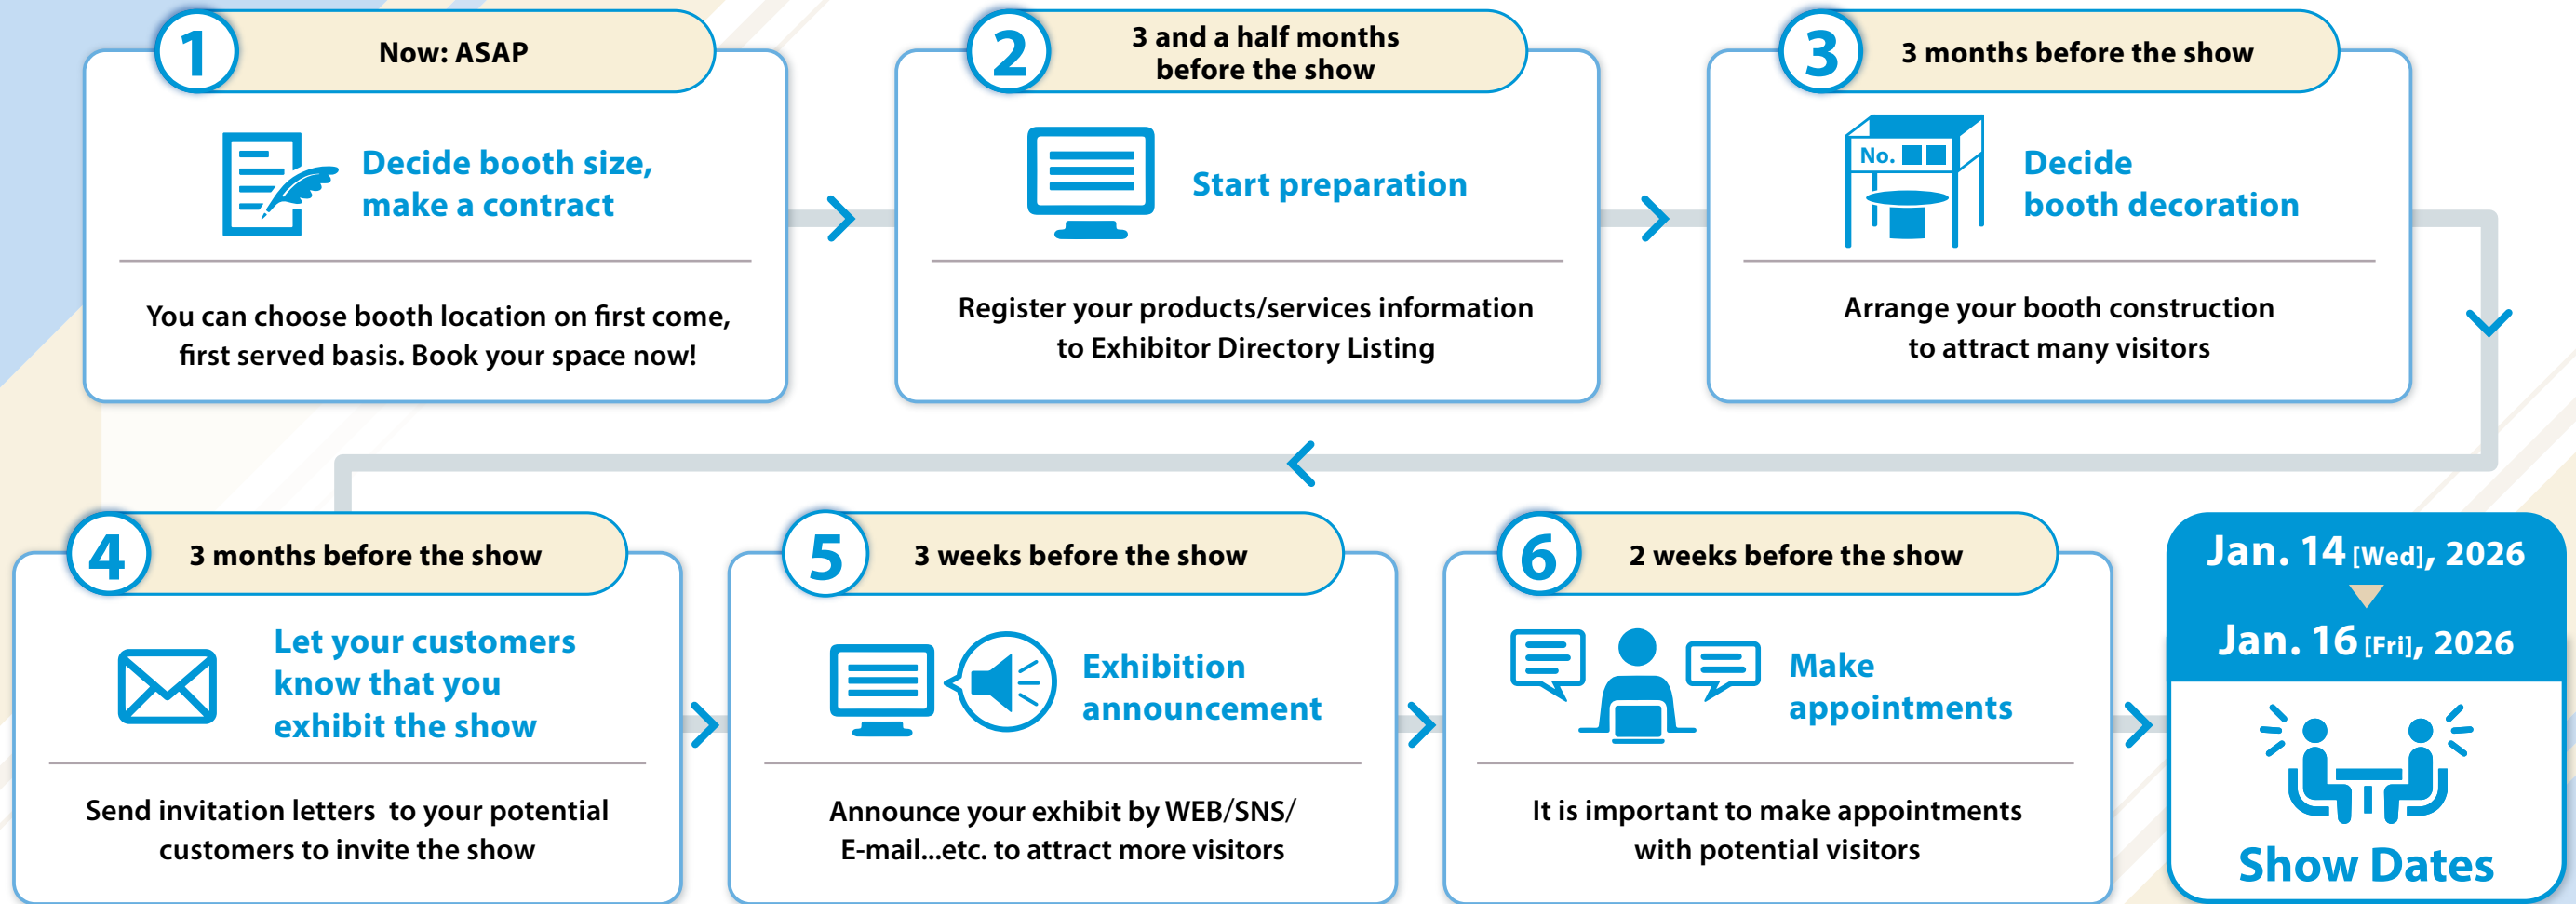 1
Now: ASAP
Decide booth size,
make a contract
You can choose booth location on first come,
first served basis. Book your space now!
2
3 and a half months
before the show
Start preparation
Register your products/services information
to Exhibitor Directory Listing
3
3 months before the show
No.
Decide
booth decoration
Arrange your booth construction
to attract many visitors
4
3 months before the show
Let your customers
know that you
exhibit the show
Send invitation letters to your potential
customers to invite the show
5
3 weeks before the show
Exhibition
announcement
Announce your exhibit by WEB/SNS/
E-mail...etc. to attract more visitors
6
2 weeks before the show
Make
appointments
It is important to make appointments
with potential visitors
Jan. 14 [Wed], 2026
Jan. 16 [Fri], 2026
Show Dates